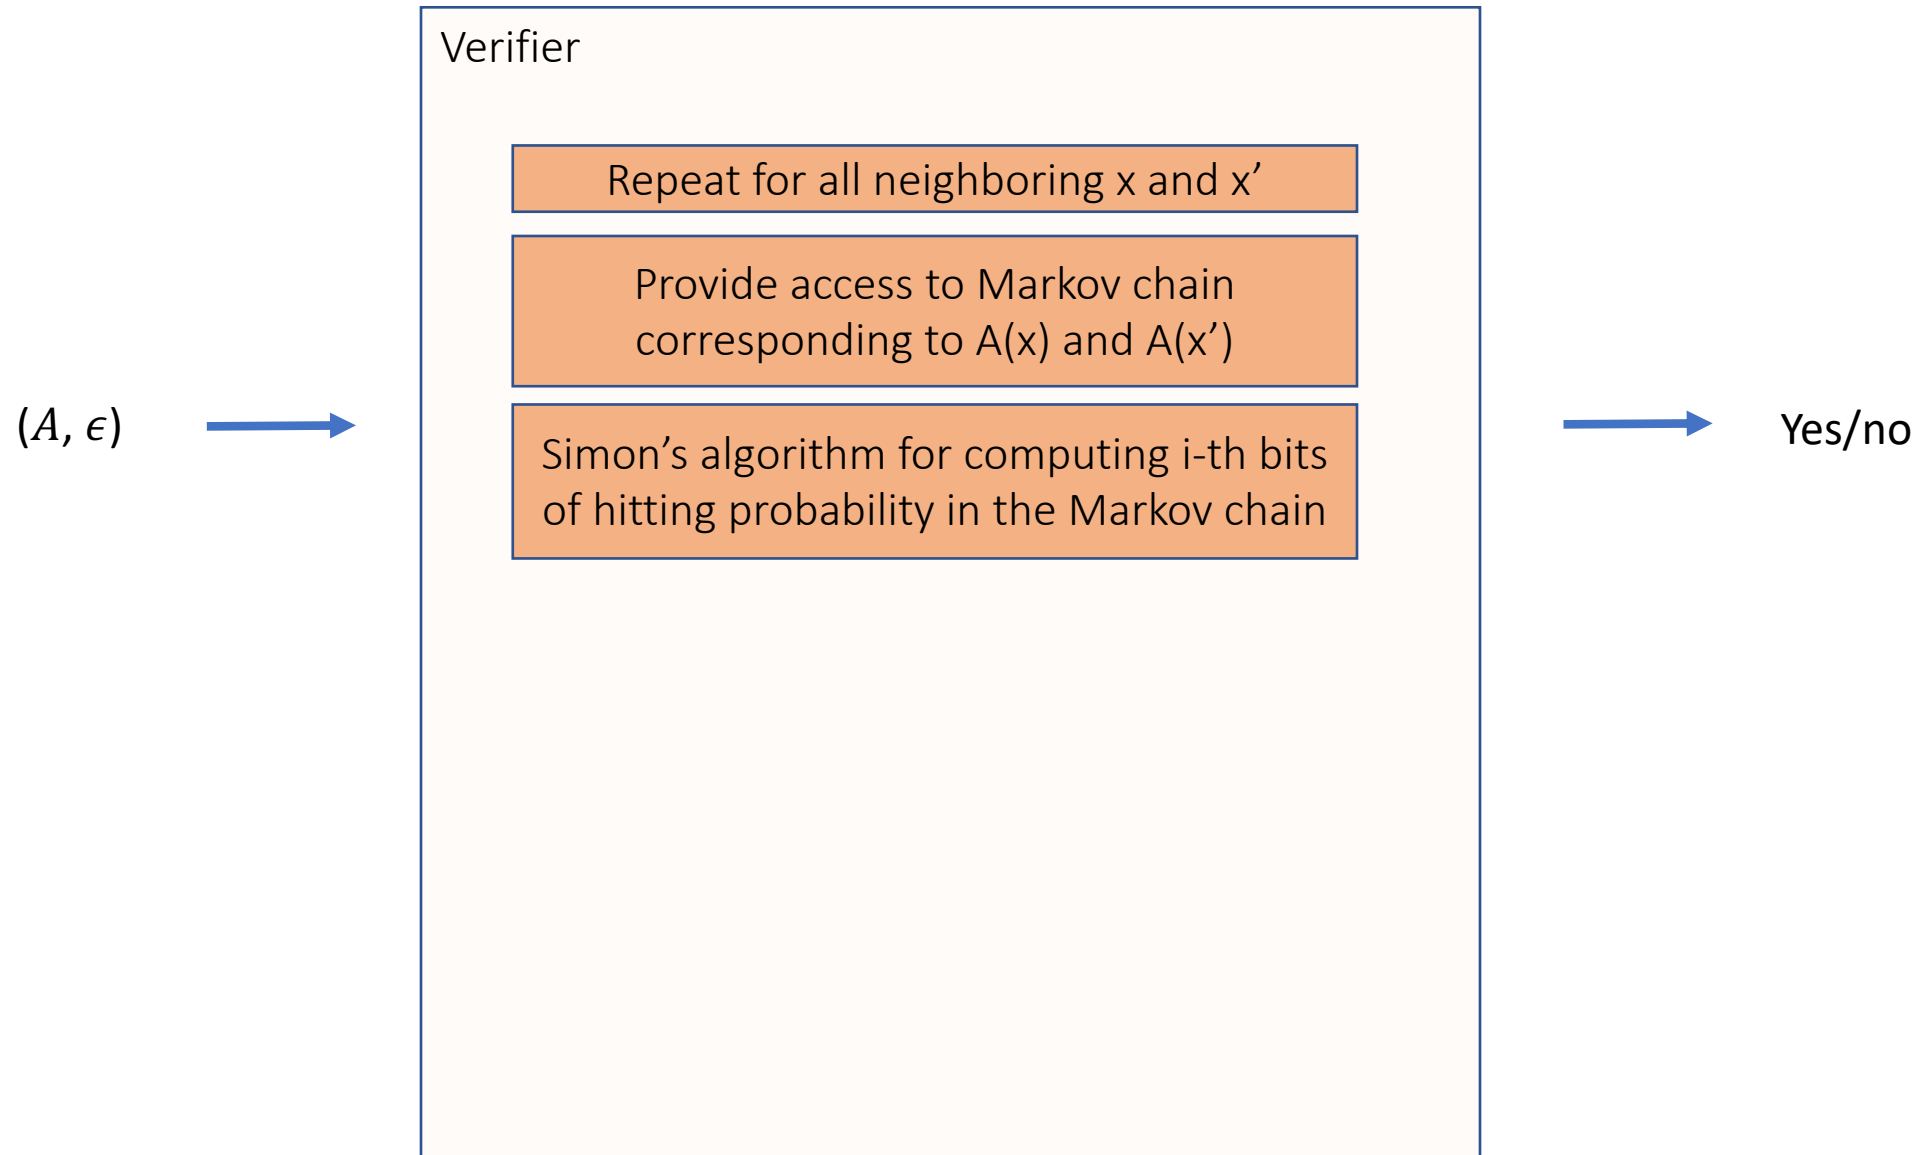 Verifier
Repeat for all neighboring x and x’
Provide access to Markov chain
corresponding to A(x) and A(x’)
(A, ϵ)
Simon’s algorithm for computing i-th bits
of hitting probability in the Markov chain
Yes/no